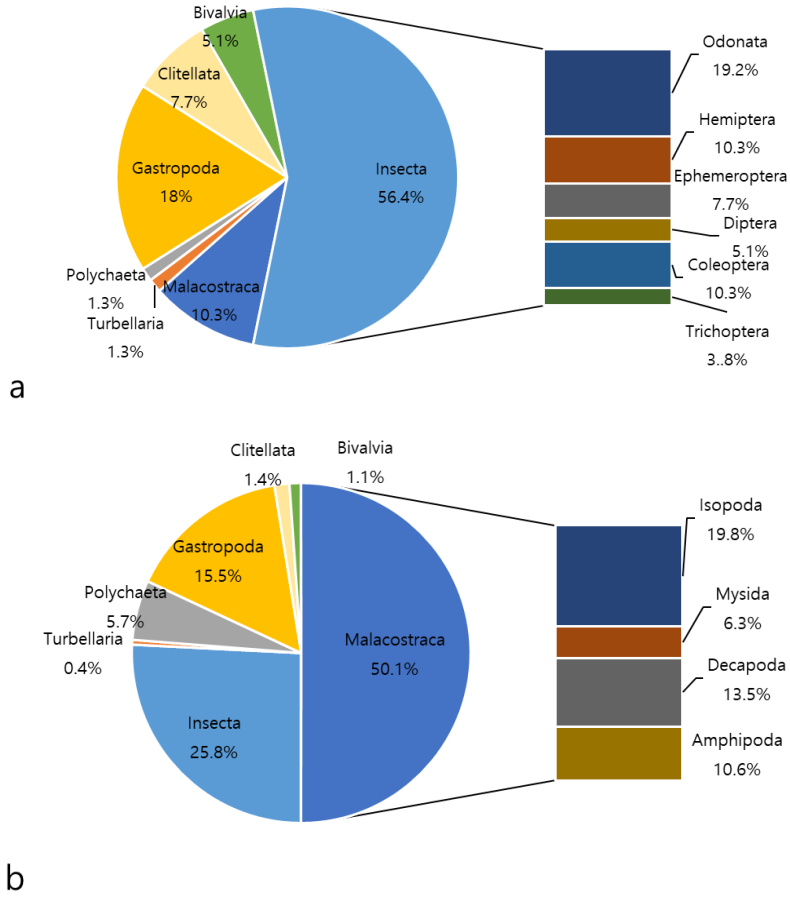 Bivalvia
5.1%
Clitellata
7.7%
Gastropoda
18%
Polychaeta
1.3%
Turbellaria
1.3%
Malacostraca
10.3%
Insecta
56.4%
Odonata
19.2%
Hemiptera
10.3%
Ephemeroptera
7.7%
Diptera
5.1%
Coleoptera
10.3%
Trichoptera
3..8%
a
Clitellata
1.4%
Bivalvia
1.1%
Gastropoda
15.5%
Polychaeta
5.7%
Turbellaria
0.4%
Insecta
25.8%
Malacostraca
50.1%
Isopoda
19.8%
Mysida
6.3%
Decapoda
13.5%
Amphipoda
10.6%
b